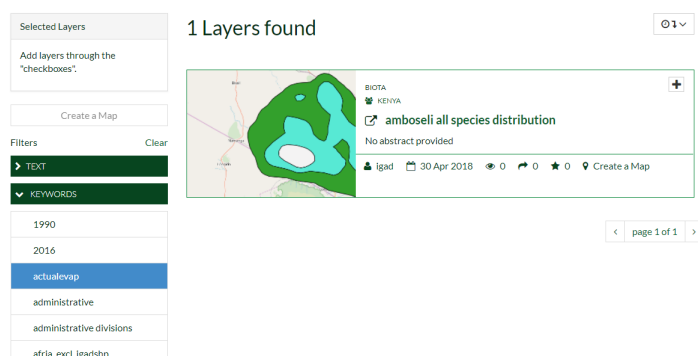 Selected Layers
Add layers through the
"checkboxes".
Create a Map
Filters
Clear
TEXT
KEYWORDS
1990
2016
actualevap
administrative
administrative divisions
afria_excl_igadshp
1 Layers found
BIOTA
KENYA
amboseli all species distribution
No abstract provided
igad 30 Apr 2018 0 0 0 Create a Map
page 1 of 1